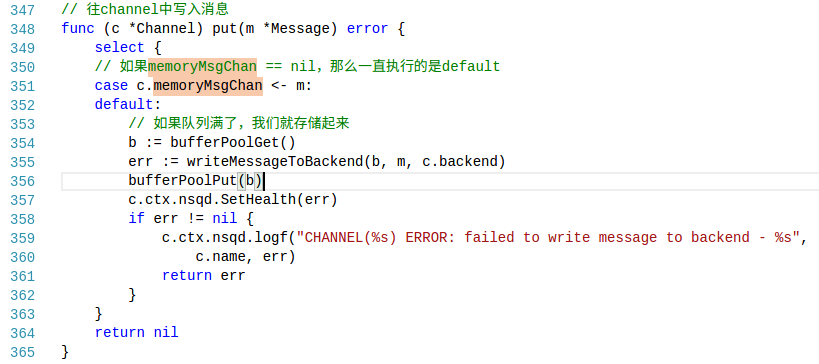 347 // 往channel中写入消息
348 func (c *Channel) put(m *Message) error {
349     select {
350     // 如果memoryMsgChan == nil，那么一直执行的是default
351     case c.memoryMsgChan <- m:
352     default:
353         // 如果队列满了，我们就存储起来
354         b := bufferPoolGet()
355         err := writeMessageToBackend(b, m, c.backend)
356         bufferPoolPut(b)
357         c.ctx.nsqd.SetHealth(err)
358         if err != nil {
359             c.ctx.nsqd.logf("CHANNEL(%s) ERROR: failed to write message to backend - %s",
360                 c.name, err)
361             return err
362         }
363     }
364     return nil
365 }